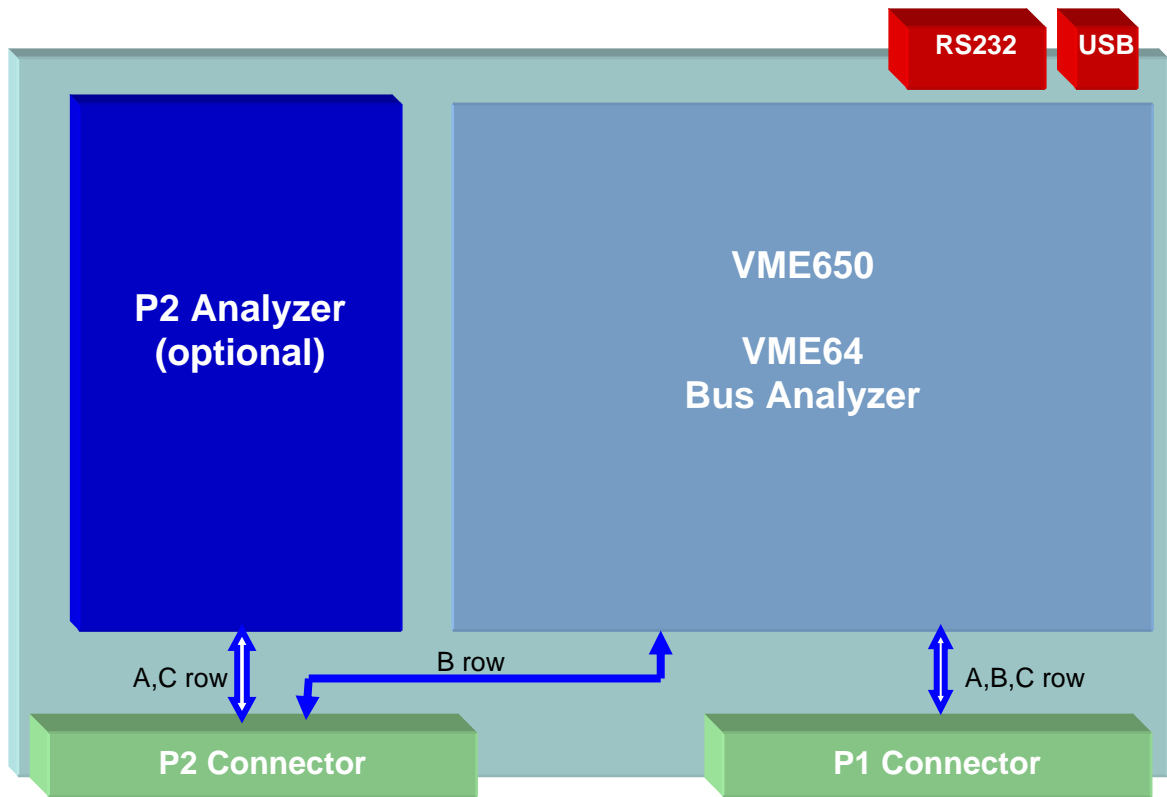 RS232
USB
P2 Analyzer
(optional)
VME650
VME64
Bus Analyzer
A,C row
B row
A,B,C row
P2 Connector
P1 Connector